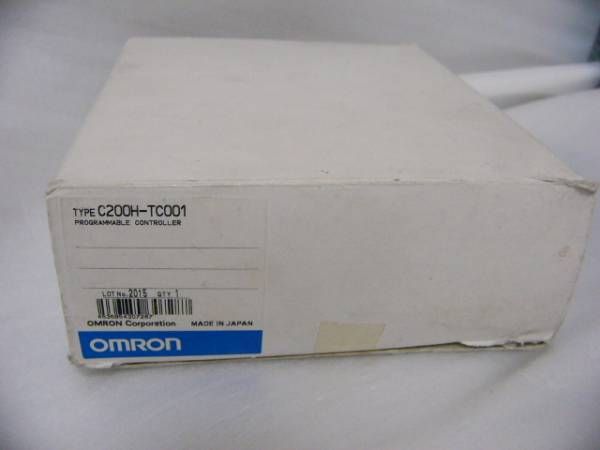 TYPE C200H-TC001
PROGRAMMABLE CONTROLLER
LOT No. 2015 QTY 1
OMRON Corporation MADE IN JAPAN
OMRON